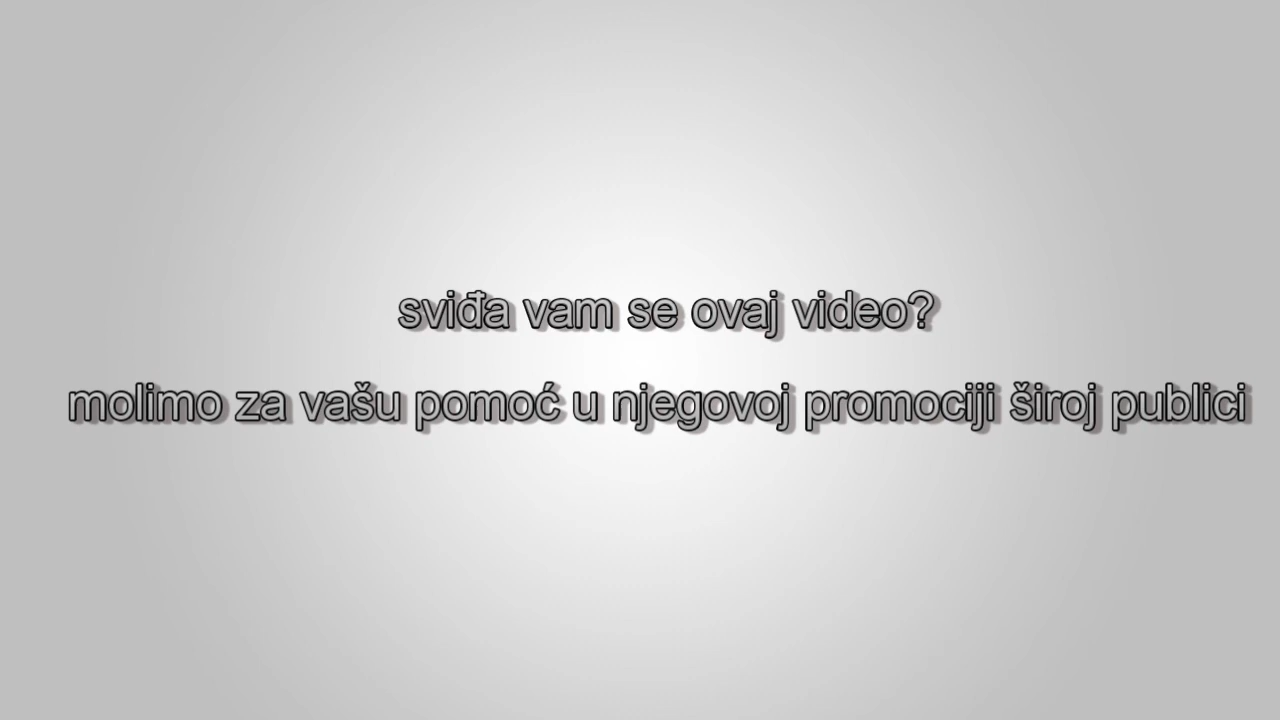 sviđa vam se ovaj video?
molimo za vašu pomoć u njegovoj promociji široj publici